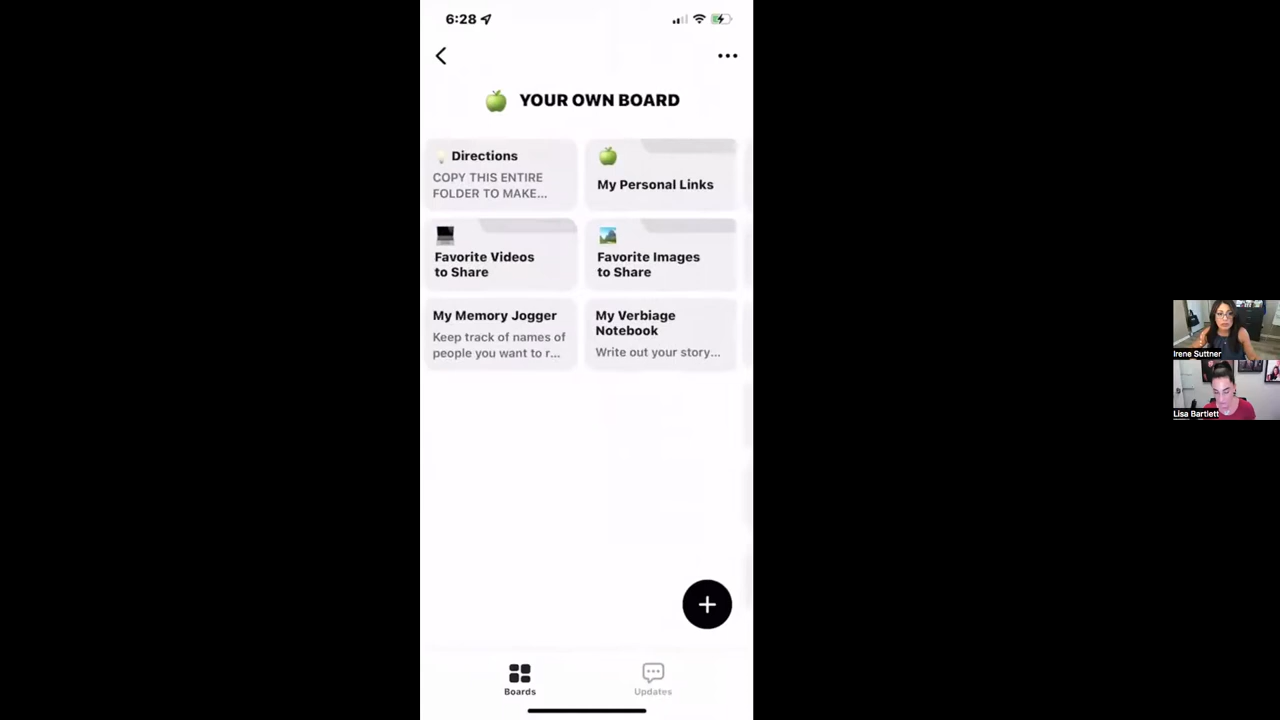 6:28
YOUR OWN BOARD
Directions
COPY THIS ENTIRE
FOLDER TO MAKE...
My Personal Links
Favorite Videos
to Share
Favorite Images
to Share
My Memory Jogger
Keep track of names of
people you want to r...
My Verbiage
Notebook
Write out your story...
Irene Suttner
Lisa Bartlett
Boards
Updates